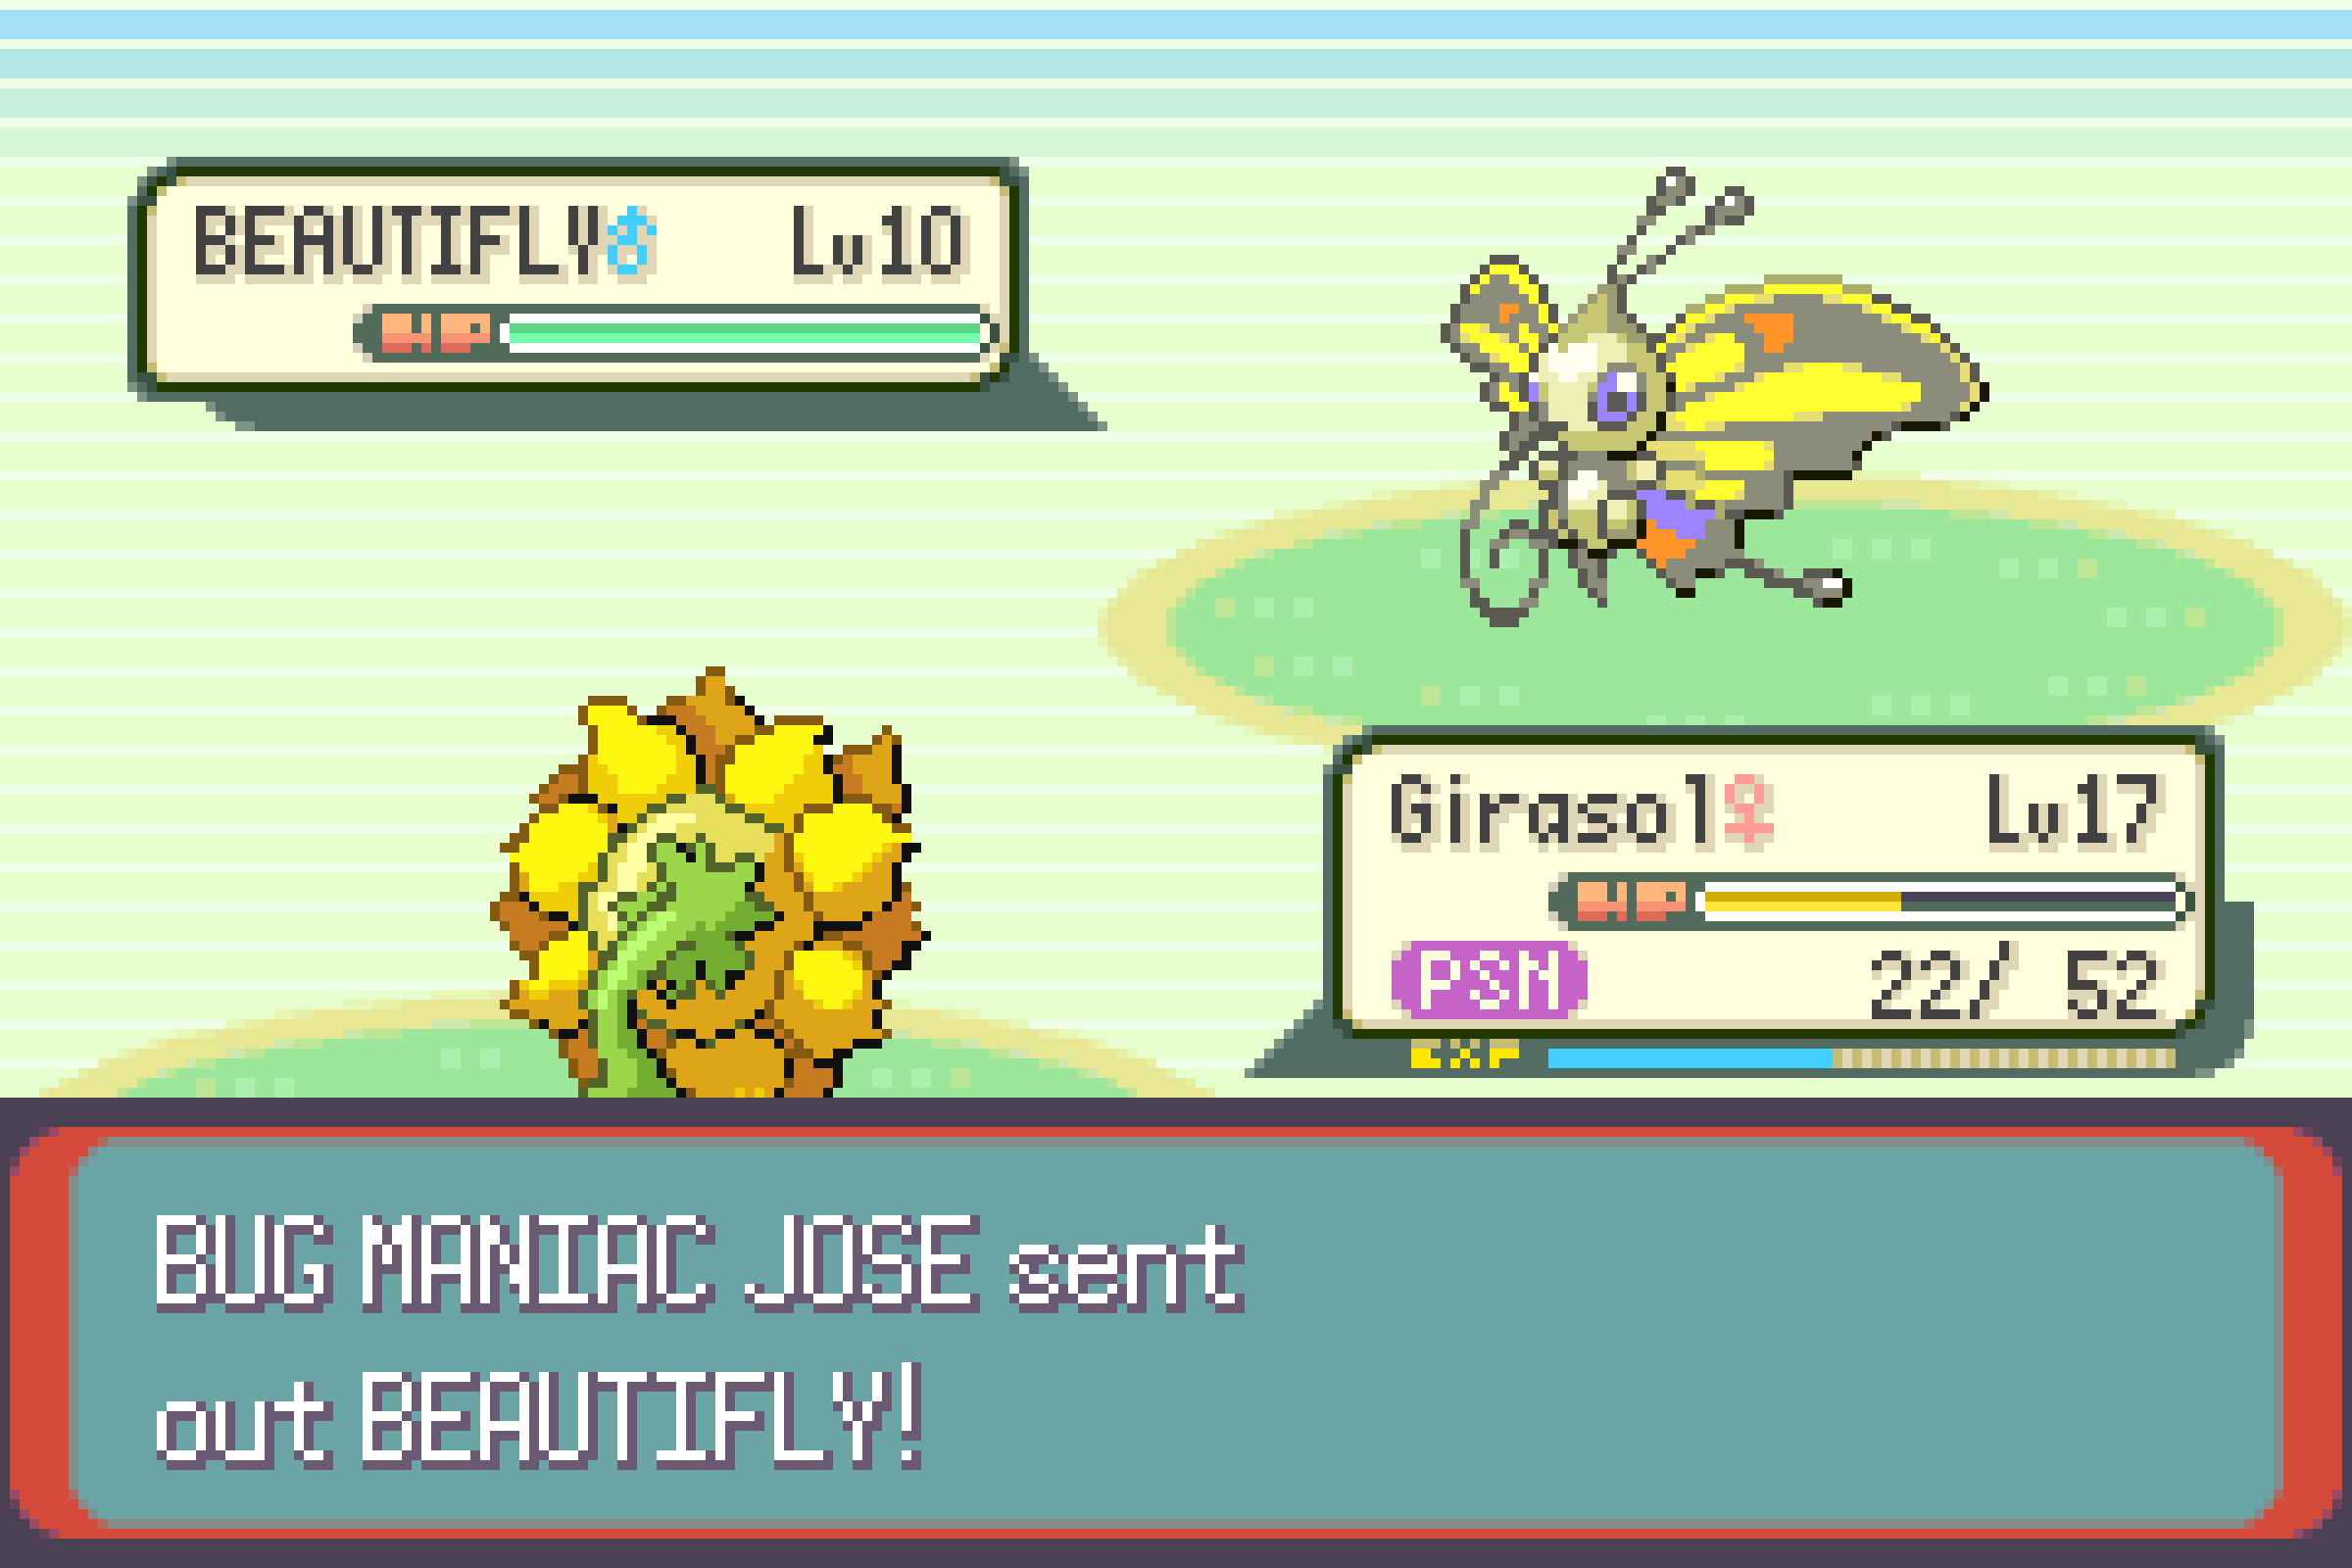 BEAUTIFLY♂ Lv10
HP
Girasol♀ Lv17
HP
PSN 22/ 52
EXP
BUG MANIAC JOSE sent
out BEAUTIFLY!